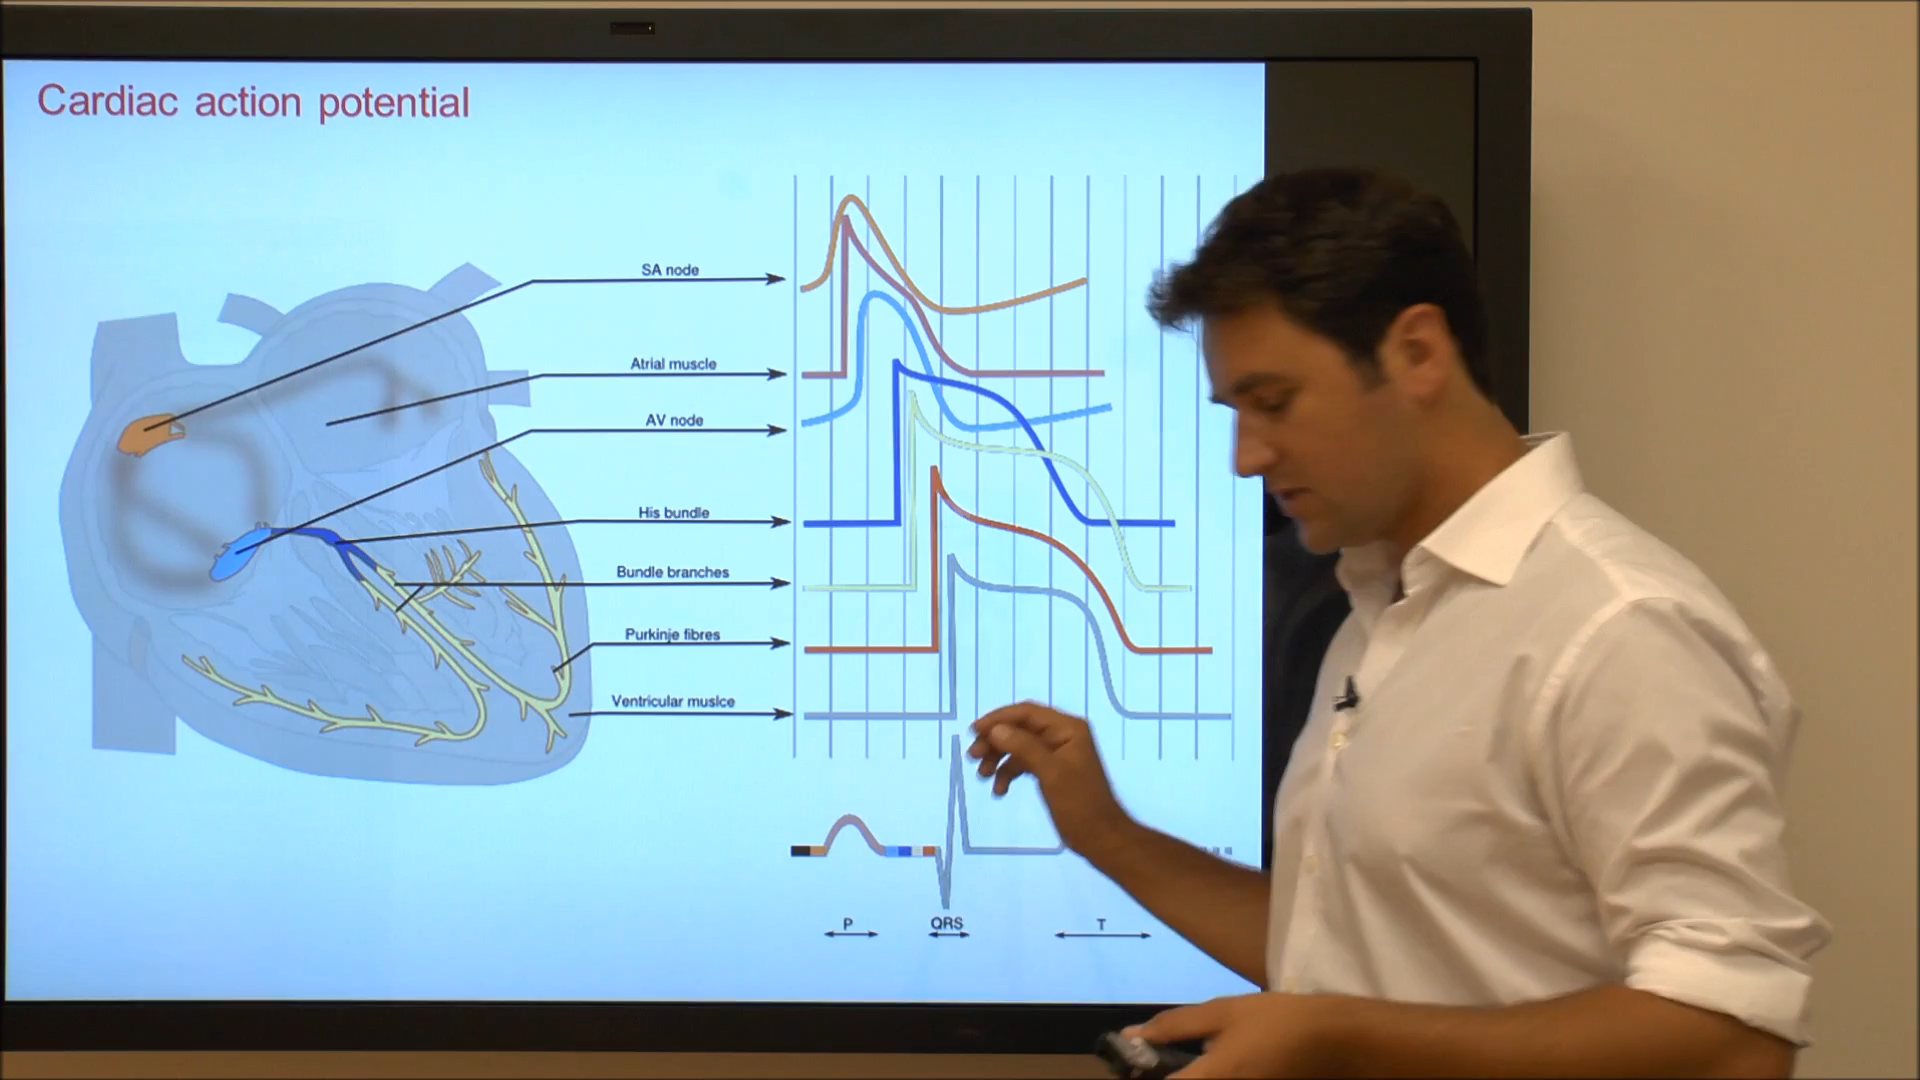 Cardiac action potential
SA node
Atrial muscle
AV node
His bundle
Bundle branches
Purkinje fibres
Ventricular muslce
P
QRS
T